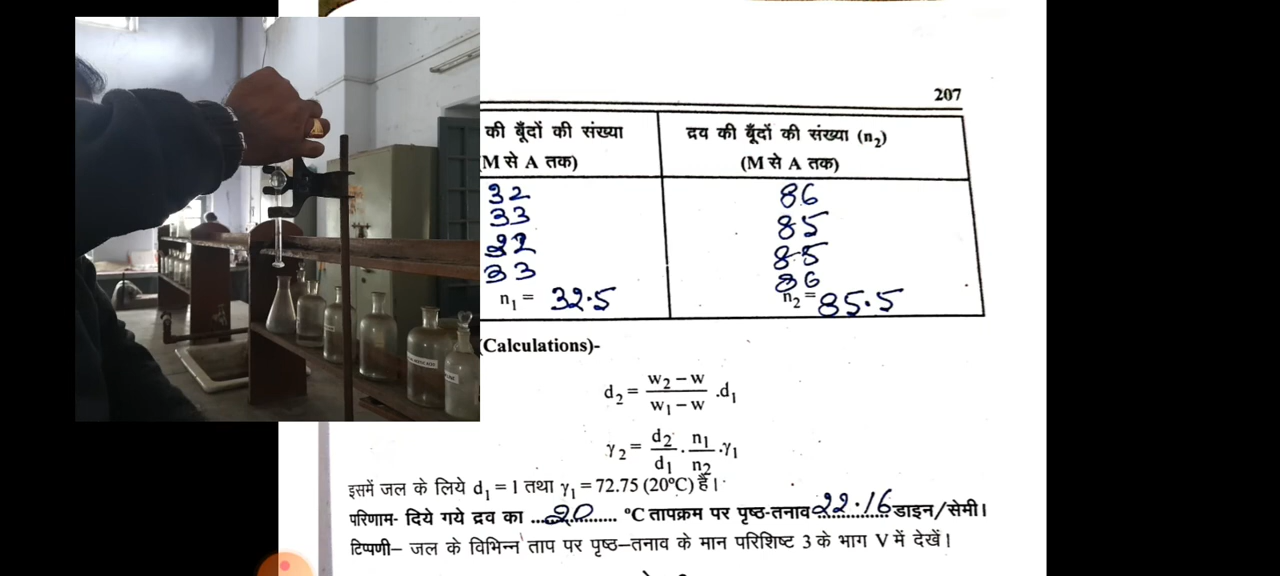 207
की बूँदों की संख्या
(M से A तक)
द्रव की बूँदों की संख्या (n₂)
(M से A तक)
32 86
33 85
32 85
33 86
n₁ = 32.5 n₂ = 85.5
(Calculations)-
d₂ = (w₂ – w)/(w₁ – w) .d₁
γ₂ = d₂/d₁ . n₁/n₂ .γ₁
इसमें जल के लिये d₁ = 1 तथा γ₁ = 72.75 (20°C) हैं।
परिणाम- दिये गये द्रव का ....20.... °C तापक्रम पर पृष्ठ-तनाव 22.16 डाइन/सेमी।
टिप्पणी– जल के विभिन्न ताप पर पृष्ठ–तनाव के मान परिशिष्ट 3 के भाग V में देखें।